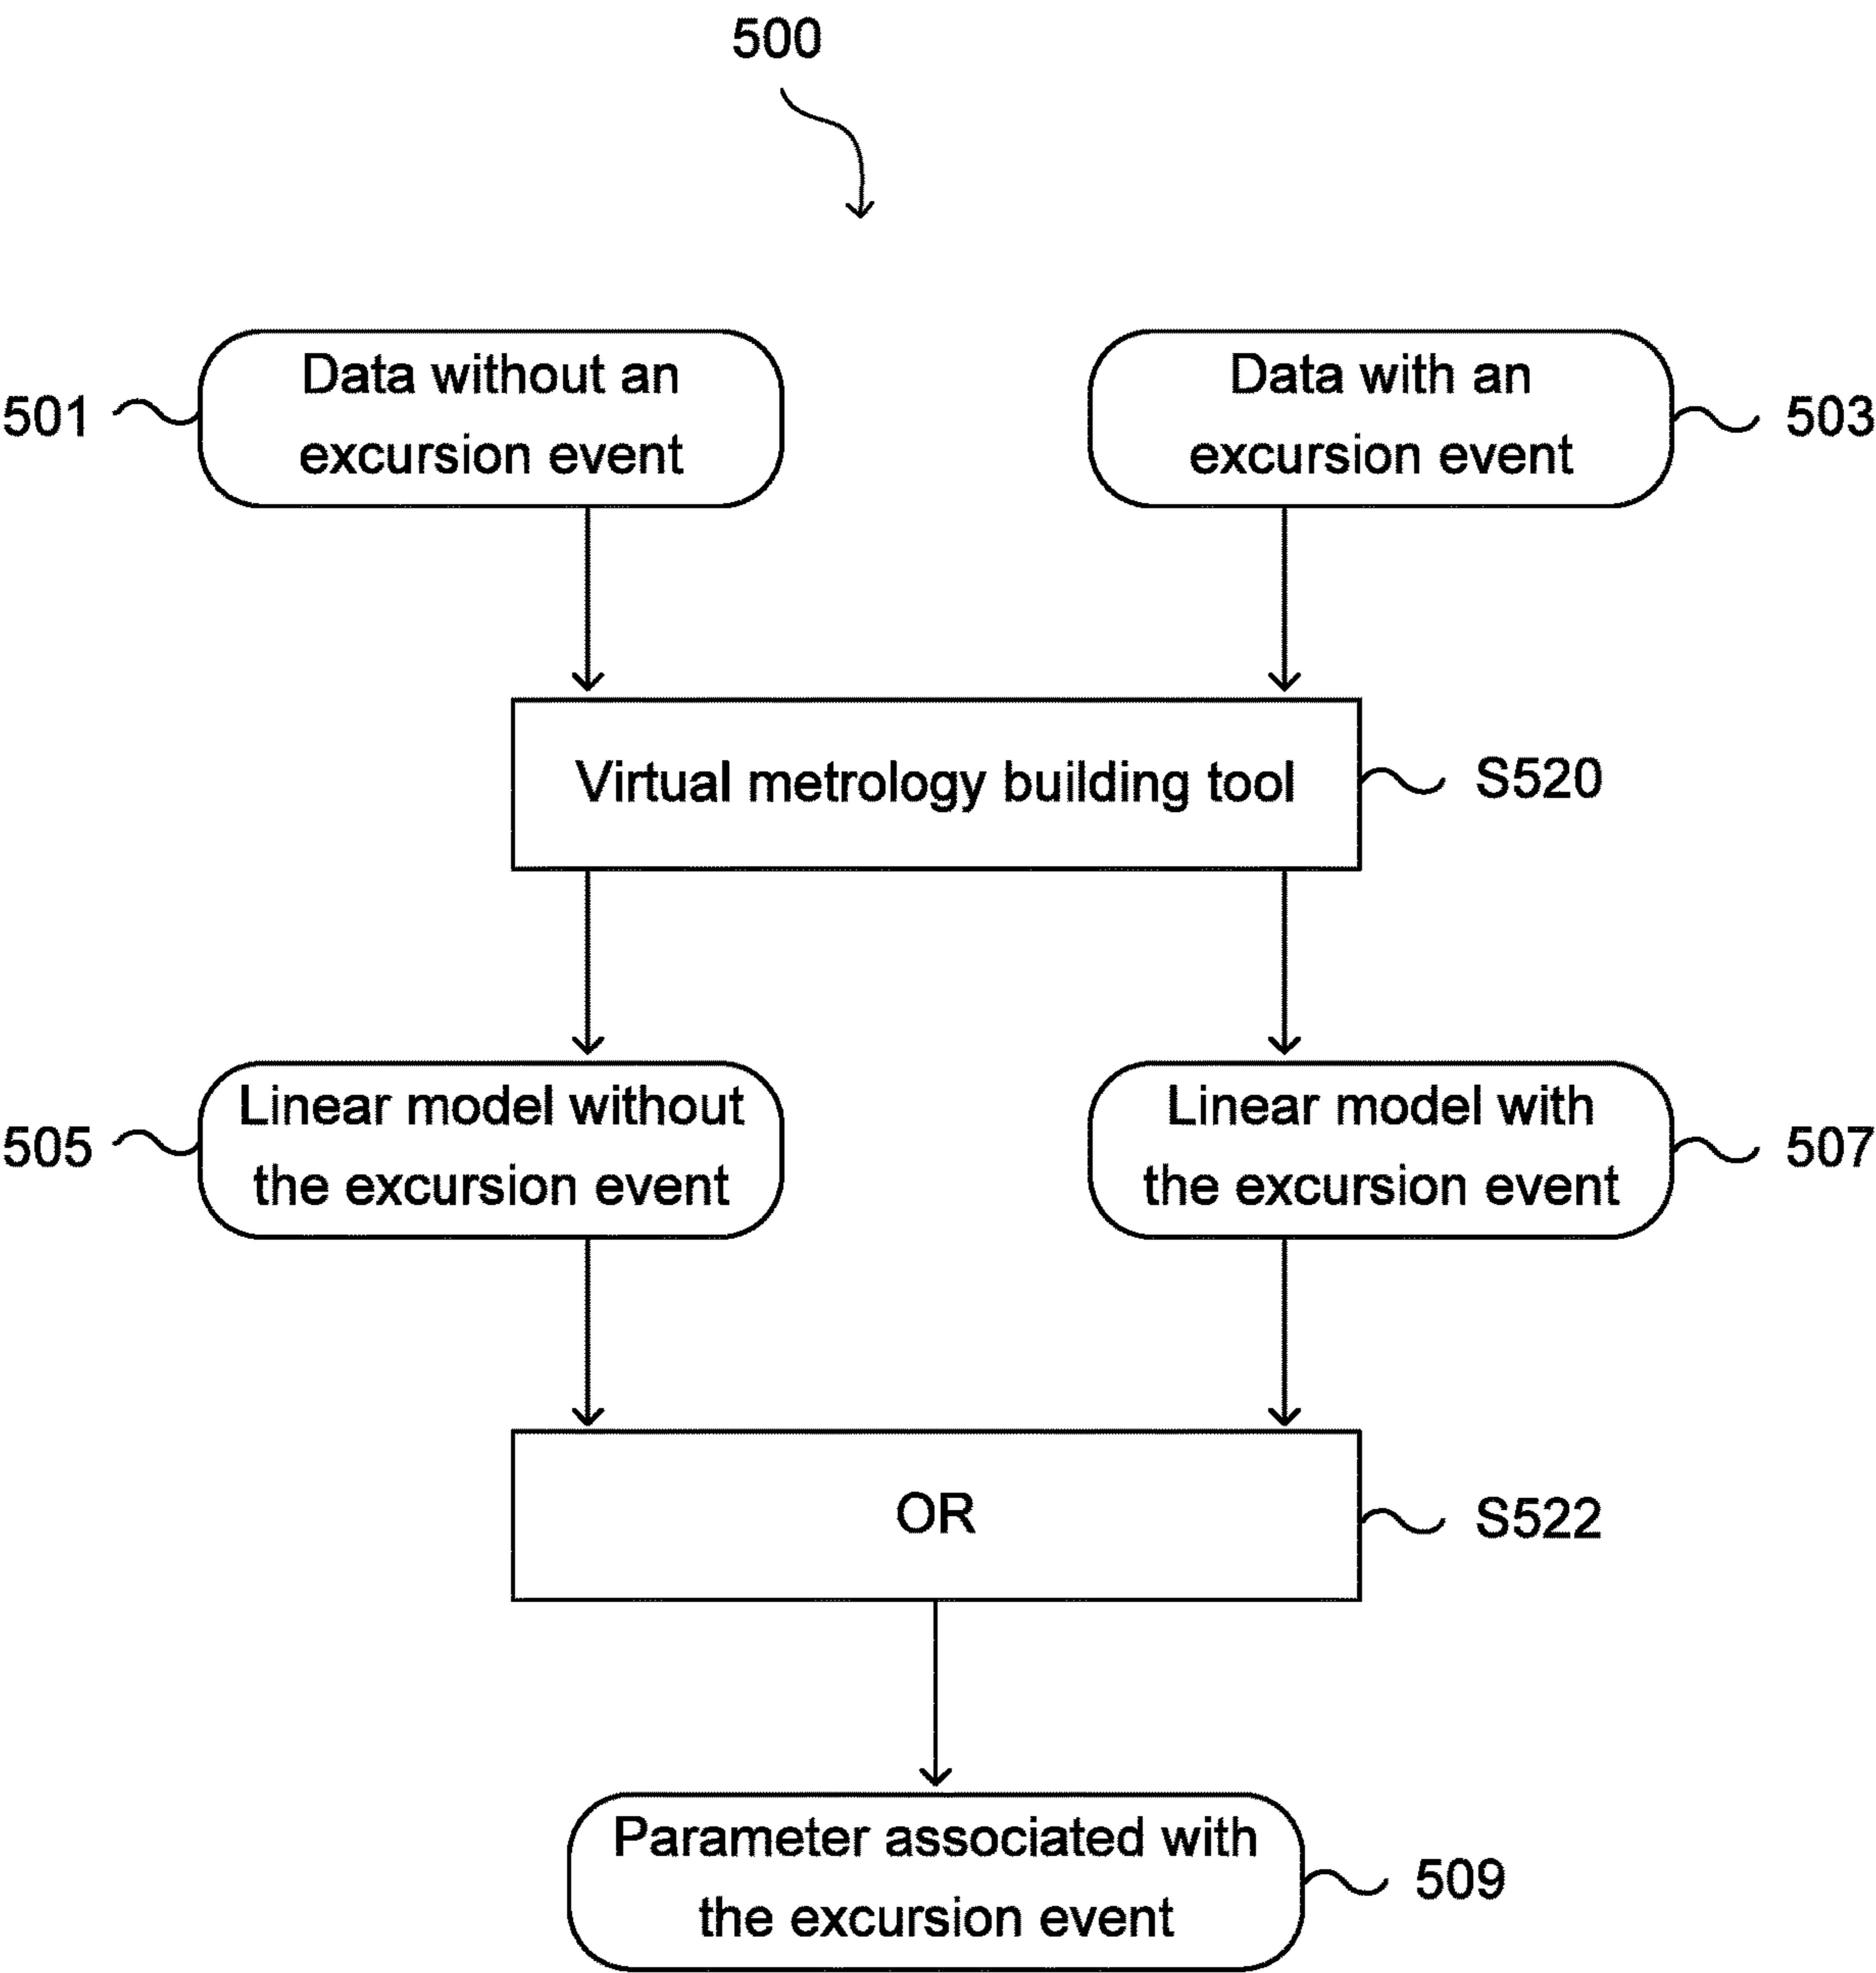 500
Data without an
excursion event
501
Data with an
excursion event
503
Virtual metrology building tool
S520
Linear model without
the excursion event
505
Linear model with
the excursion event
507
OR
S522
Parameter associated with
the excursion event
509